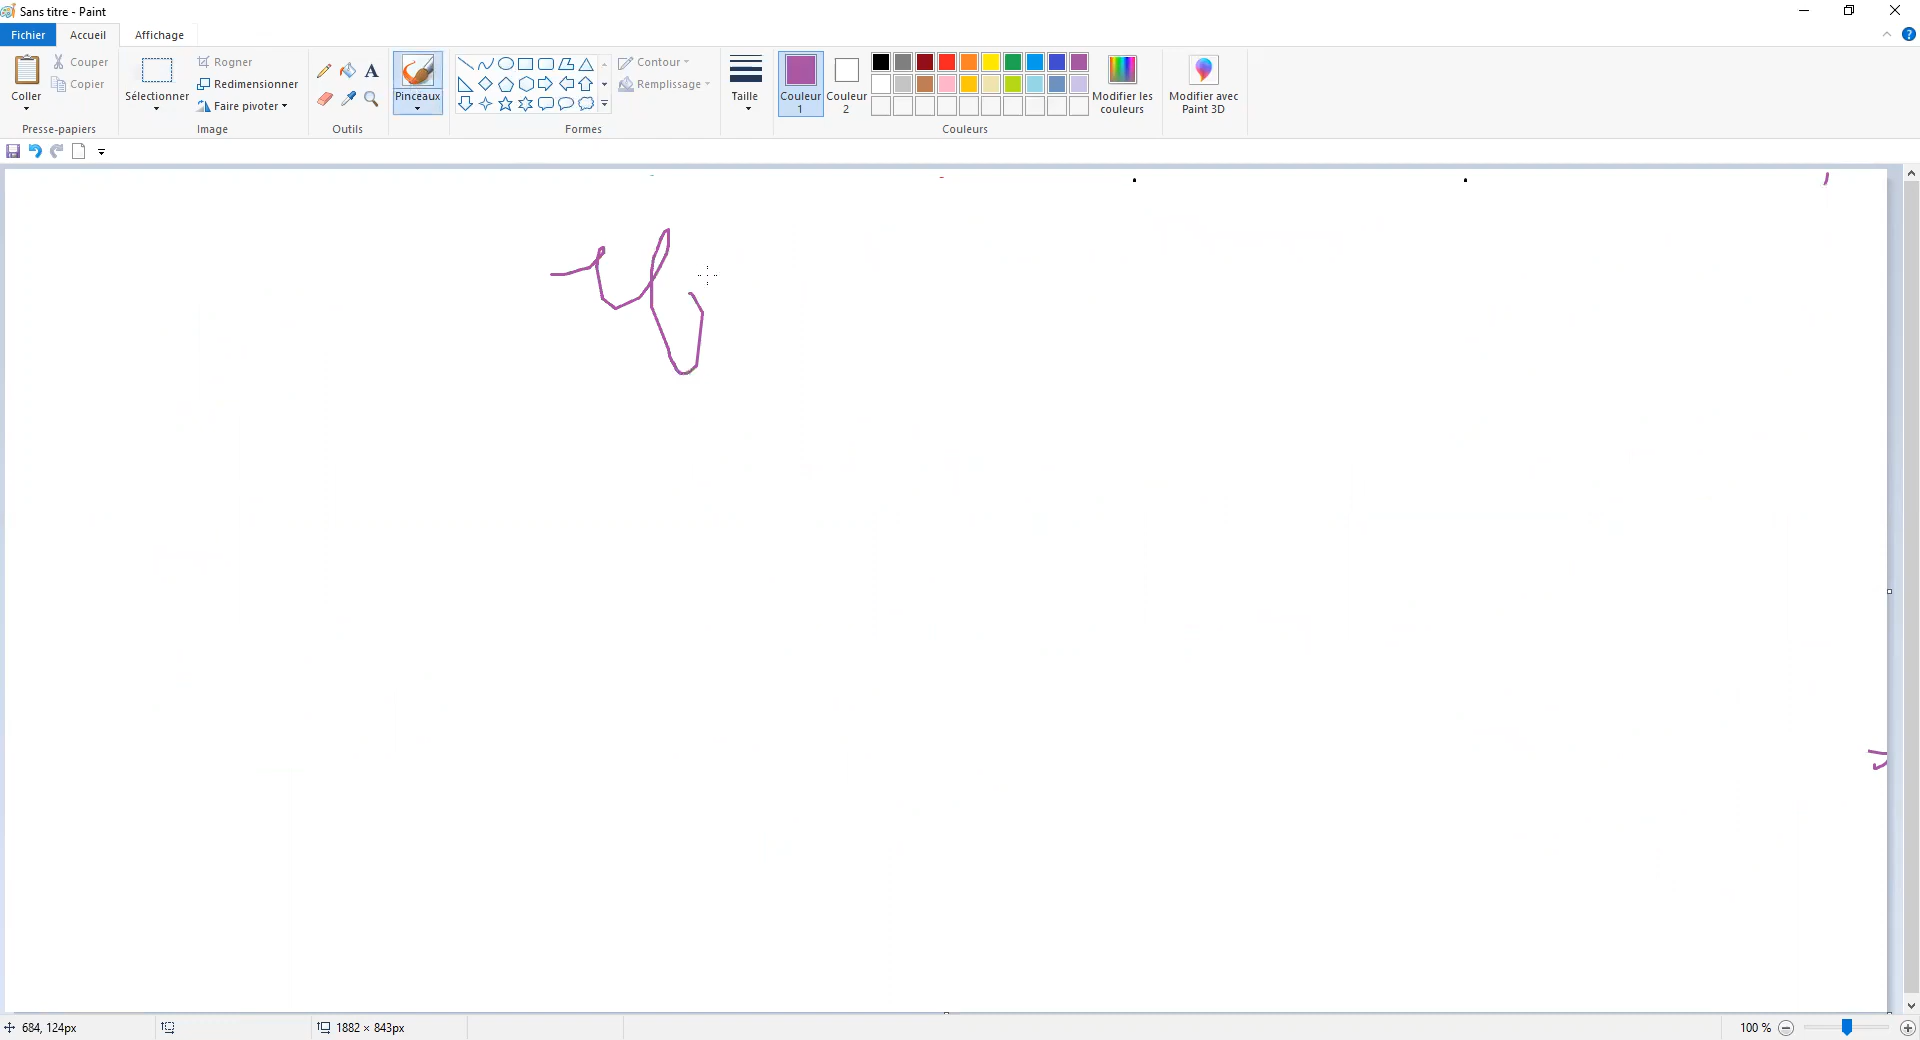 Sans titre - Paint
Fichier Accueil Affichage
Coller
Couper
Copier
Presse-papiers
Sélectionner
Rogner
Redimensionner
Faire pivoter
Image
A
Outils
Pinceaux
Formes
Contour
Remplissage
Taille
Couleur 1
Couleur 2
Couleurs
Modifier les couleurs
Modifier avec Paint 3D
684, 124px
1882 × 843px
100 %